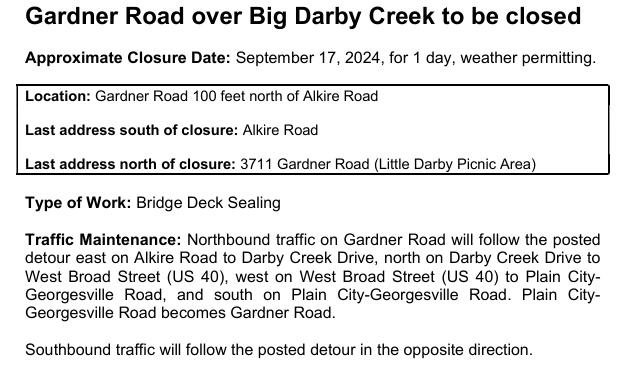 Gardner Road over Big Darby Creek to be closed
Approximate Closure Date: September 17, 2024, for 1 day, weather permitting.
Location: Gardner Road 100 feet north of Alkire Road
Last address south of closure: Alkire Road
Last address north of closure: 3711 Gardner Road (Little Darby Picnic Area)
Type of Work: Bridge Deck Sealing
Traffic Maintenance: Northbound traffic on Gardner Road will follow the posted
detour east on Alkire Road to Darby Creek Drive, north on Darby Creek Drive to
West Broad Street (US 40), west on West Broad Street (US 40) to Plain City-
Georgesville Road, and south on Plain City-Georgesville Road. Plain City-
Georgesville Road becomes Gardner Road.
Southbound traffic will follow the posted detour in the opposite direction.